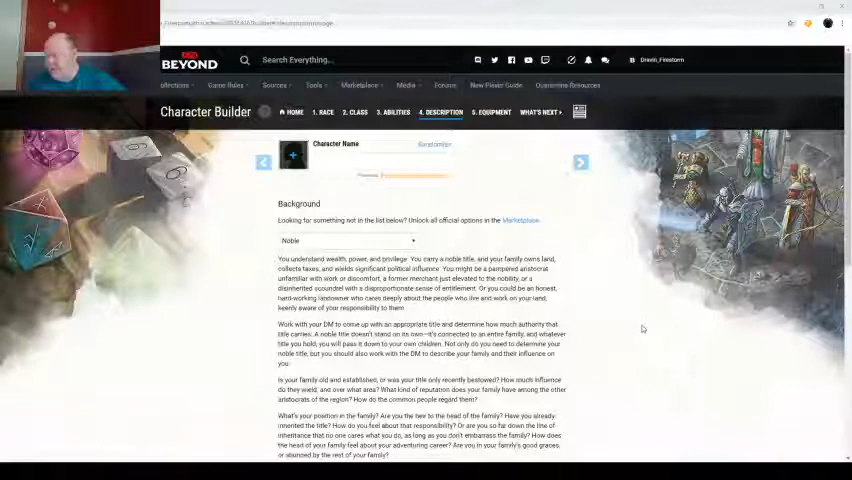 BEYOND
Search Everything...
Dravin_Firestorm
Game Rules
Sources
Tools
Marketplace
Media
Forums
New Player Guide
Quarantine Resources
Character Builder
HOME
1. RACE
2. CLASS
3. ABILITIES
4. DESCRIPTION
5. EQUIPMENT
WHAT'S NEXT
Character Name
Randomize
Background
Looking for something not in the list below? Unlock all official options in the Marketplace.
Noble
You understand wealth, power, and privilege. You carry a noble title, and your family owns land,
collects taxes, and wields significant political influence. You might be a pampered aristocrat
unfamiliar with work or discomfort, a former merchant just elevated to the nobility, or a
disinherited scoundrel with a disproportionate sense of entitlement. Or you could be an honest,
hard-working landowner who cares deeply about the people who live and work on your land,
keenly aware of your responsibility to them.
Work with your DM to come up with an appropriate title and determine how much authority that
title carries. A noble title doesn't stand on its own—it's connected to an entire family, and whatever
title you hold, you will pass it down to your own children. Not only do you need to determine your
noble title, but you should also work with the DM to describe your family and their influence on
you.
Is your family old and established, or was your title only recently bestowed? How much influence
do they wield, and over what area? What kind of reputation does your family have among the other
aristocrats of the region? How do the common people regard them?
What's your position in the family? Are you the heir to the head of the family? Have you already
inherited the title? How do you feel about that responsibility? Or are you so far down the line of
inheritance that no one cares what you do, as long as you don't embarrass the family? How does
the head of your family feel about your adventuring career? Are you in your family's good graces,
or shunned by the rest of your family?